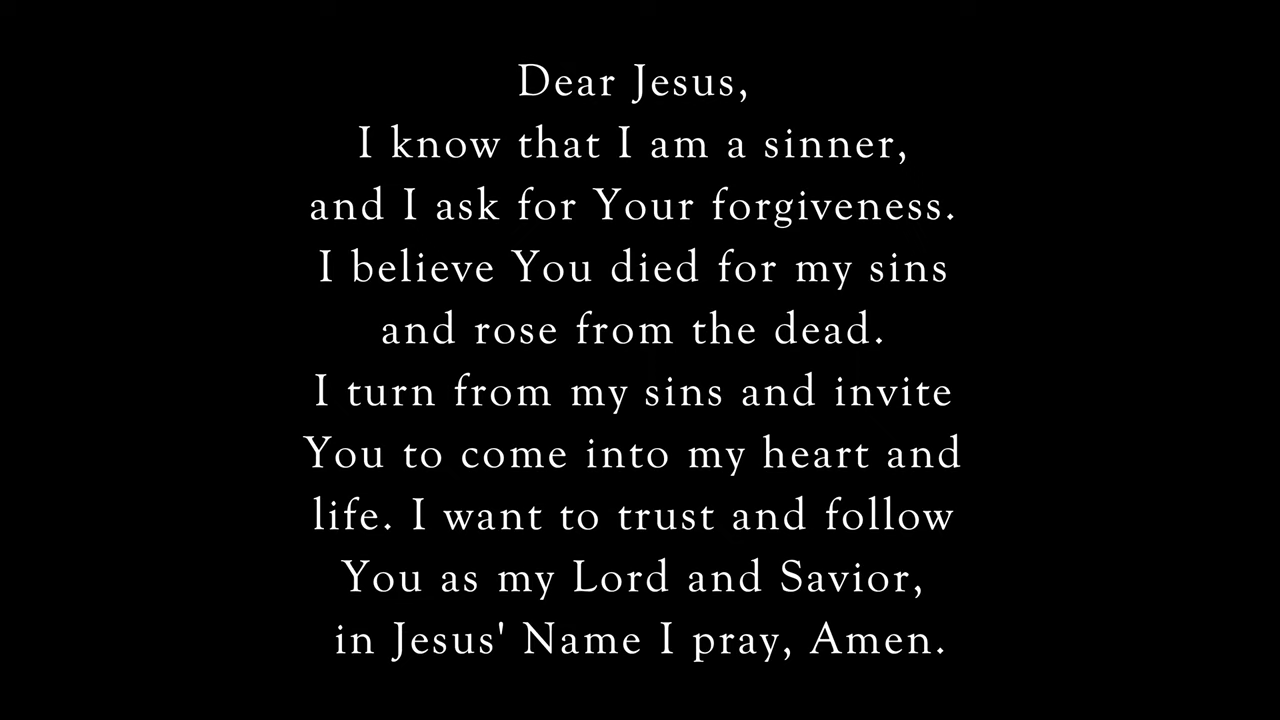 Dear Jesus,
I know that I am a sinner,
and I ask for Your forgiveness.
I believe You died for my sins
and rose from the dead.
I turn from my sins and invite
You to come into my heart and
life. I want to trust and follow
You as my Lord and Savior,
in Jesus' Name I pray, Amen.